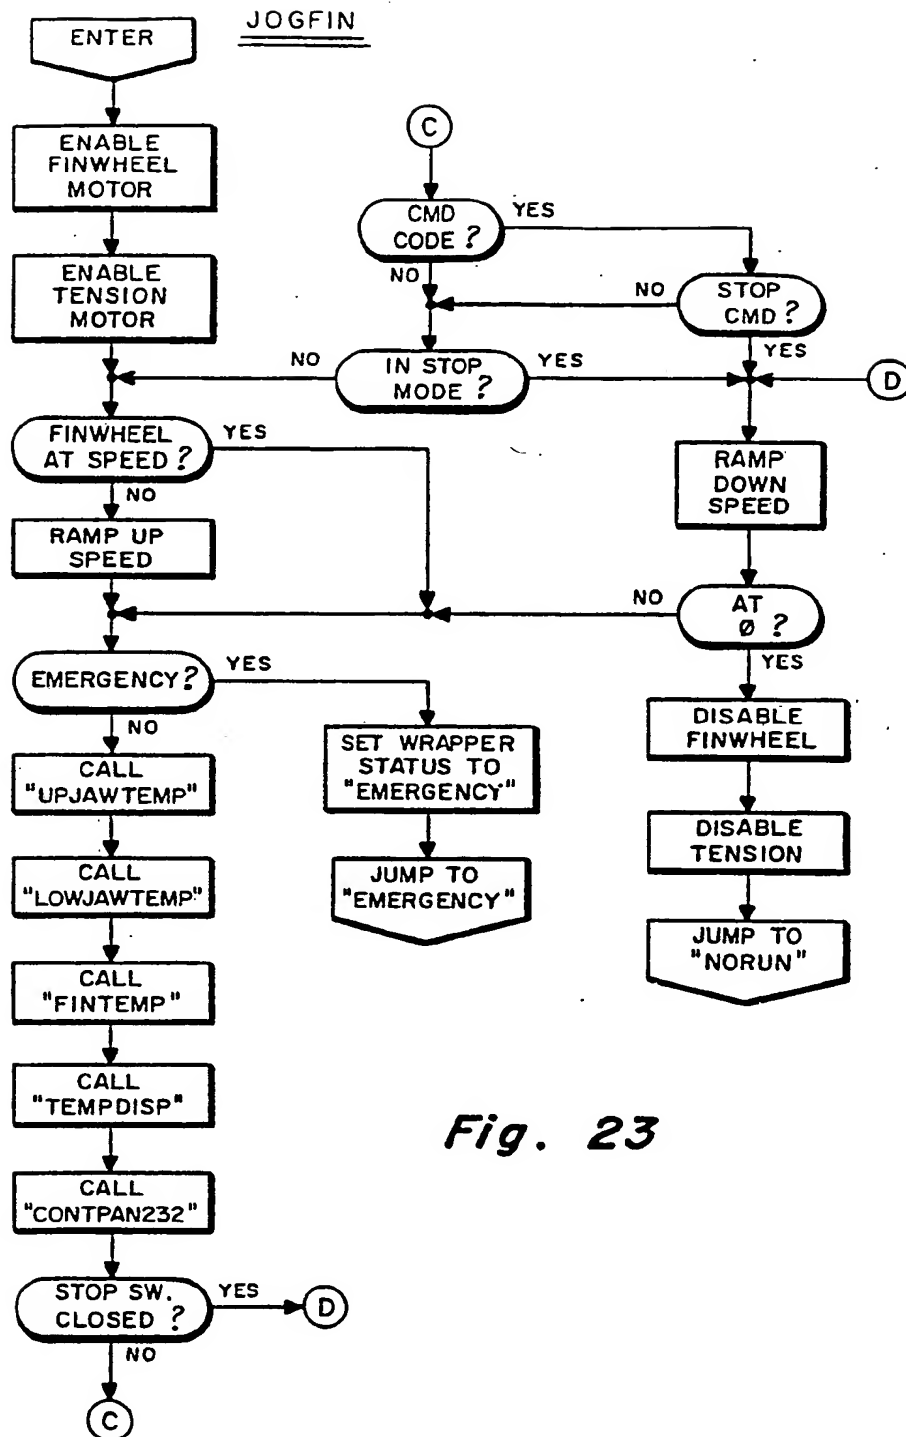 JOGFIN
ENTER
ENABLE
FINWHEEL
MOTOR
ENABLE
TENSION
MOTOR
FINWHEEL
AT SPEED?
YES
NO
RAMP UP
SPEED
EMERGENCY?
YES
NO
CALL
"UPJAWTEMP"
CALL
"LOWJAWTEMP"
CALL
"FINTEMP"
CALL
"TEMPDISP"
CALL
"CONTPAN232"
STOP SW.
CLOSED?
YES
D
NO
C
SET WRAPPER
STATUS TO
"EMERGENCY"
JUMP TO
"EMERGENCY"
C
CMD
CODE?
YES
NO
STOP
CMD?
NO
YES
IN STOP
MODE?
NO
YES
D
RAMP
DOWN
SPEED
AT
Ø?
NO
YES
DISABLE
FINWHEEL
DISABLE
TENSION
JUMP TO
"NORUN"
Fig. 23